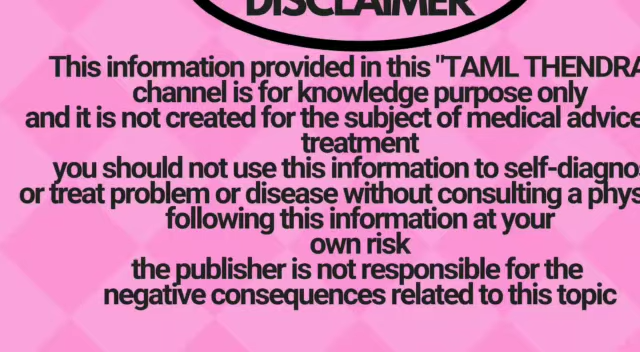 DISCLAIMER
This information provided in this "TAML THENDRA
channel is for knowledge purpose only
and it is not created for the subject of medical advice
treatment
you should not use this information to self-diagno
or treat problem or disease without consulting a phys
following this information at your
own risk
the publisher is not responsible for the
negative consequences related to this topic